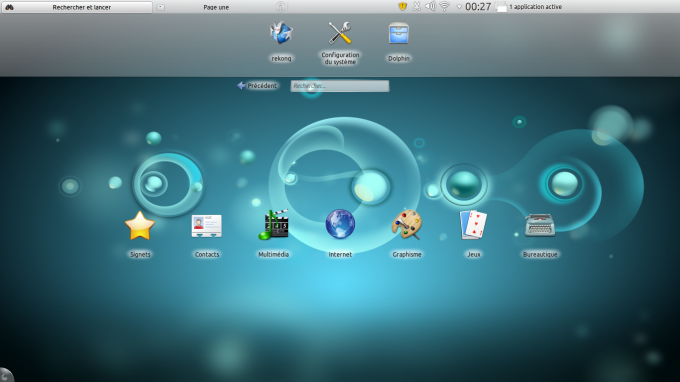 Rechercher et lancer
Page une
00:27
1 application active
rekonq
Configuration
du système
Dolphin
Précédent
Rechercher...
Signets
Contacts
Multimédia
Internet
Graphisme
Jeux
Bureautique